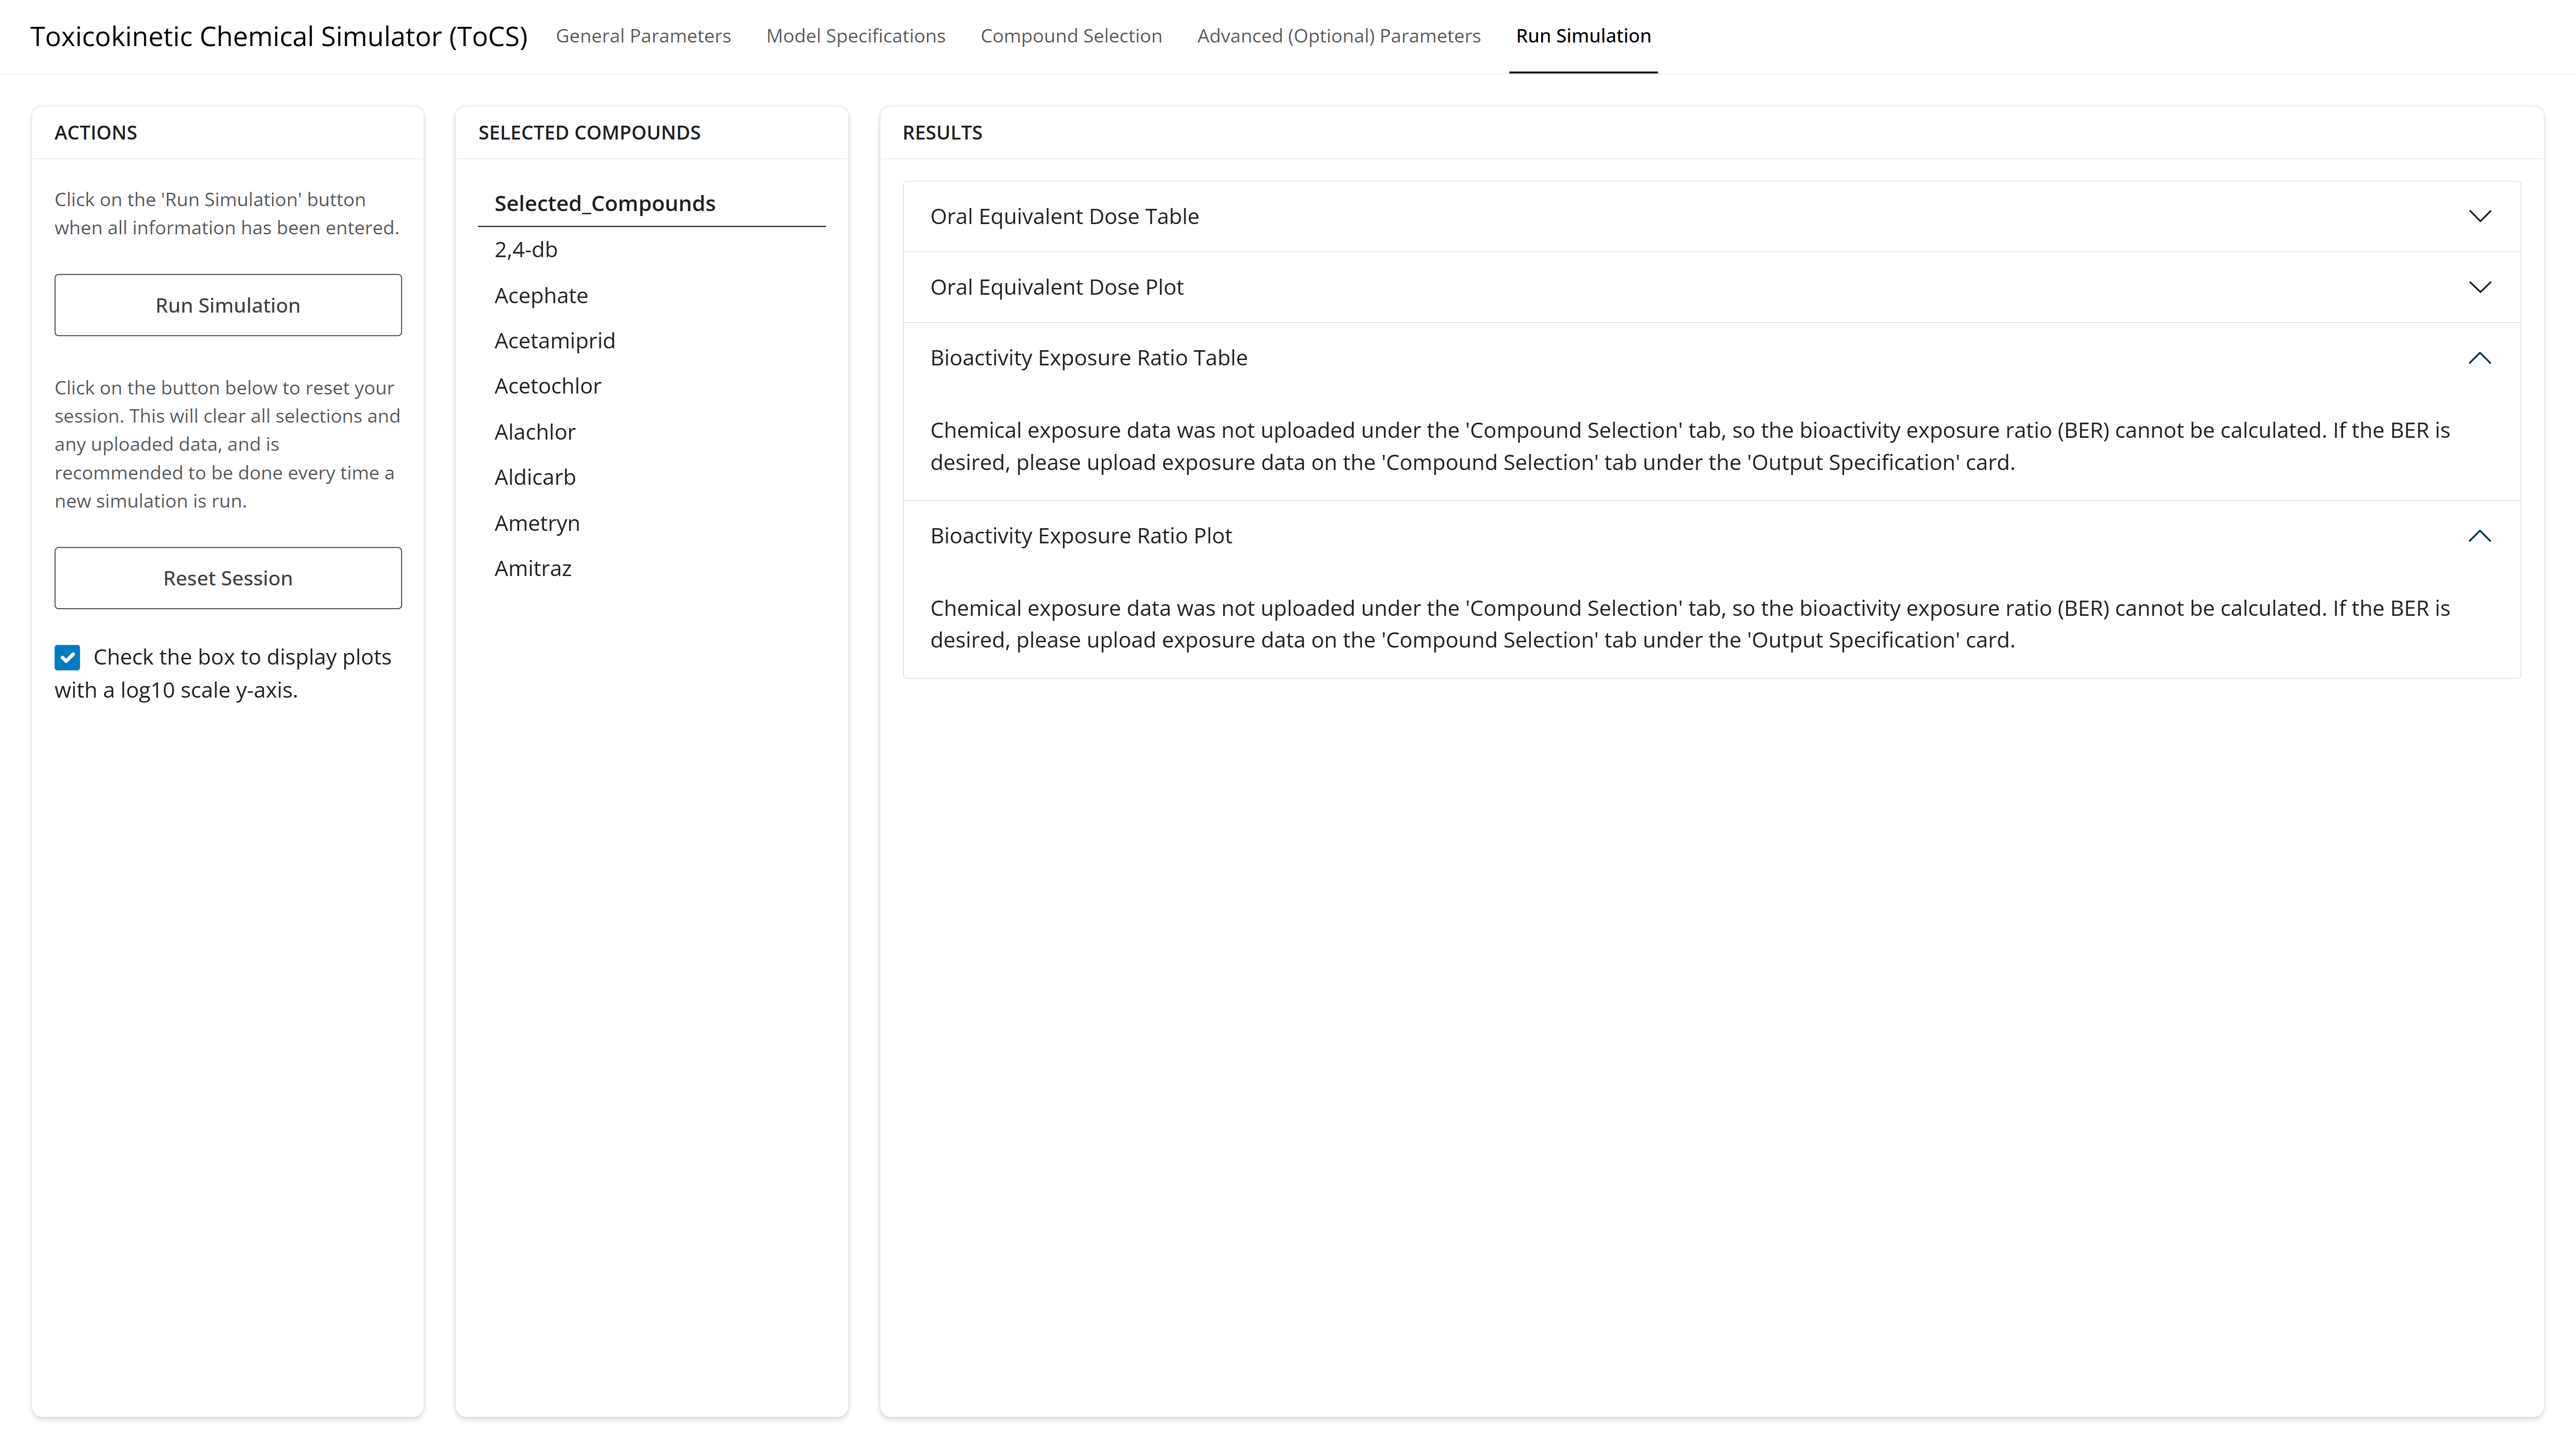 Toxicokinetic Chemical Simulator (ToCS)
General Parameters
Model Specifications
Compound Selection
Advanced (Optional) Parameters
Run Simulation
ACTIONS
Click on the 'Run Simulation' button
when all information has been entered.
Run Simulation
Click on the button below to reset your
session. This will clear all selections and
any uploaded data, and is
recommended to be done every time a
new simulation is run.
Reset Session
Check the box to display plots
with a log10 scale y-axis.
SELECTED COMPOUNDS
Selected_Compounds
2,4-db
Acephate
Acetamiprid
Acetochlor
Alachlor
Aldicarb
Ametryn
Amitraz
RESULTS
Oral Equivalent Dose Table
Oral Equivalent Dose Plot
Bioactivity Exposure Ratio Table
Chemical exposure data was not uploaded under the 'Compound Selection' tab, so the bioactivity exposure ratio (BER) cannot be calculated. If the BER is
desired, please upload exposure data on the 'Compound Selection' tab under the 'Output Specification' card.
Bioactivity Exposure Ratio Plot
Chemical exposure data was not uploaded under the 'Compound Selection' tab, so the bioactivity exposure ratio (BER) cannot be calculated. If the BER is
desired, please upload exposure data on the 'Compound Selection' tab under the 'Output Specification' card.